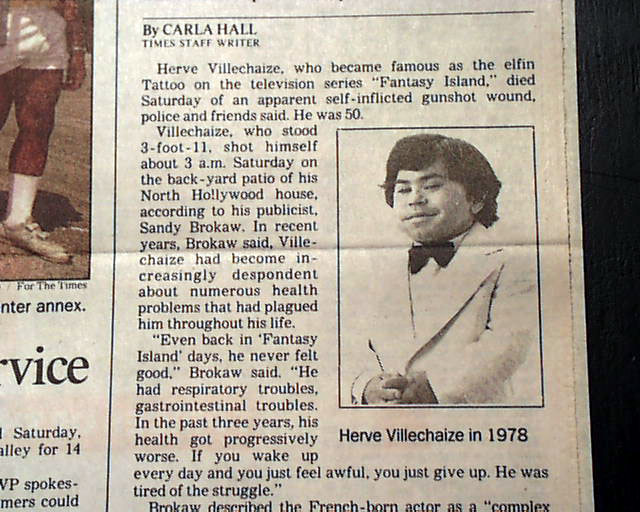 By CARLA HALL
TIMES STAFF WRITER
Herve Villechaize, who became famous as the elfin
Tattoo on the television series "Fantasy Island," died
Saturday of an apparent self-inflicted gunshot wound,
police and friends said. He was 50.
Villechaize, who stood
3-foot-11, shot himself
about 3 a.m. Saturday on
the back-yard patio of his
North Hollywood house,
according to his publicist,
Sandy Brokaw. In recent
years, Brokaw said, Ville-
chaize had become in-
creasingly despondent
about numerous health
problems that had plagued
him throughout his life.
"Even back in 'Fantasy
Island' days, he never felt
good," Brokaw said. "He
had respiratory troubles,
gastrointestinal troubles.
In the past three years, his
health got progressively
worse. If you wake up
every day and you just feel awful, you just give up. He was
tired of the struggle."
Brokaw described the French-born actor as a "complex
Herve Villechaize in 1978
For The Times
nter annex.
rvice
Saturday,
alley for 14
VP spokes-
mers could